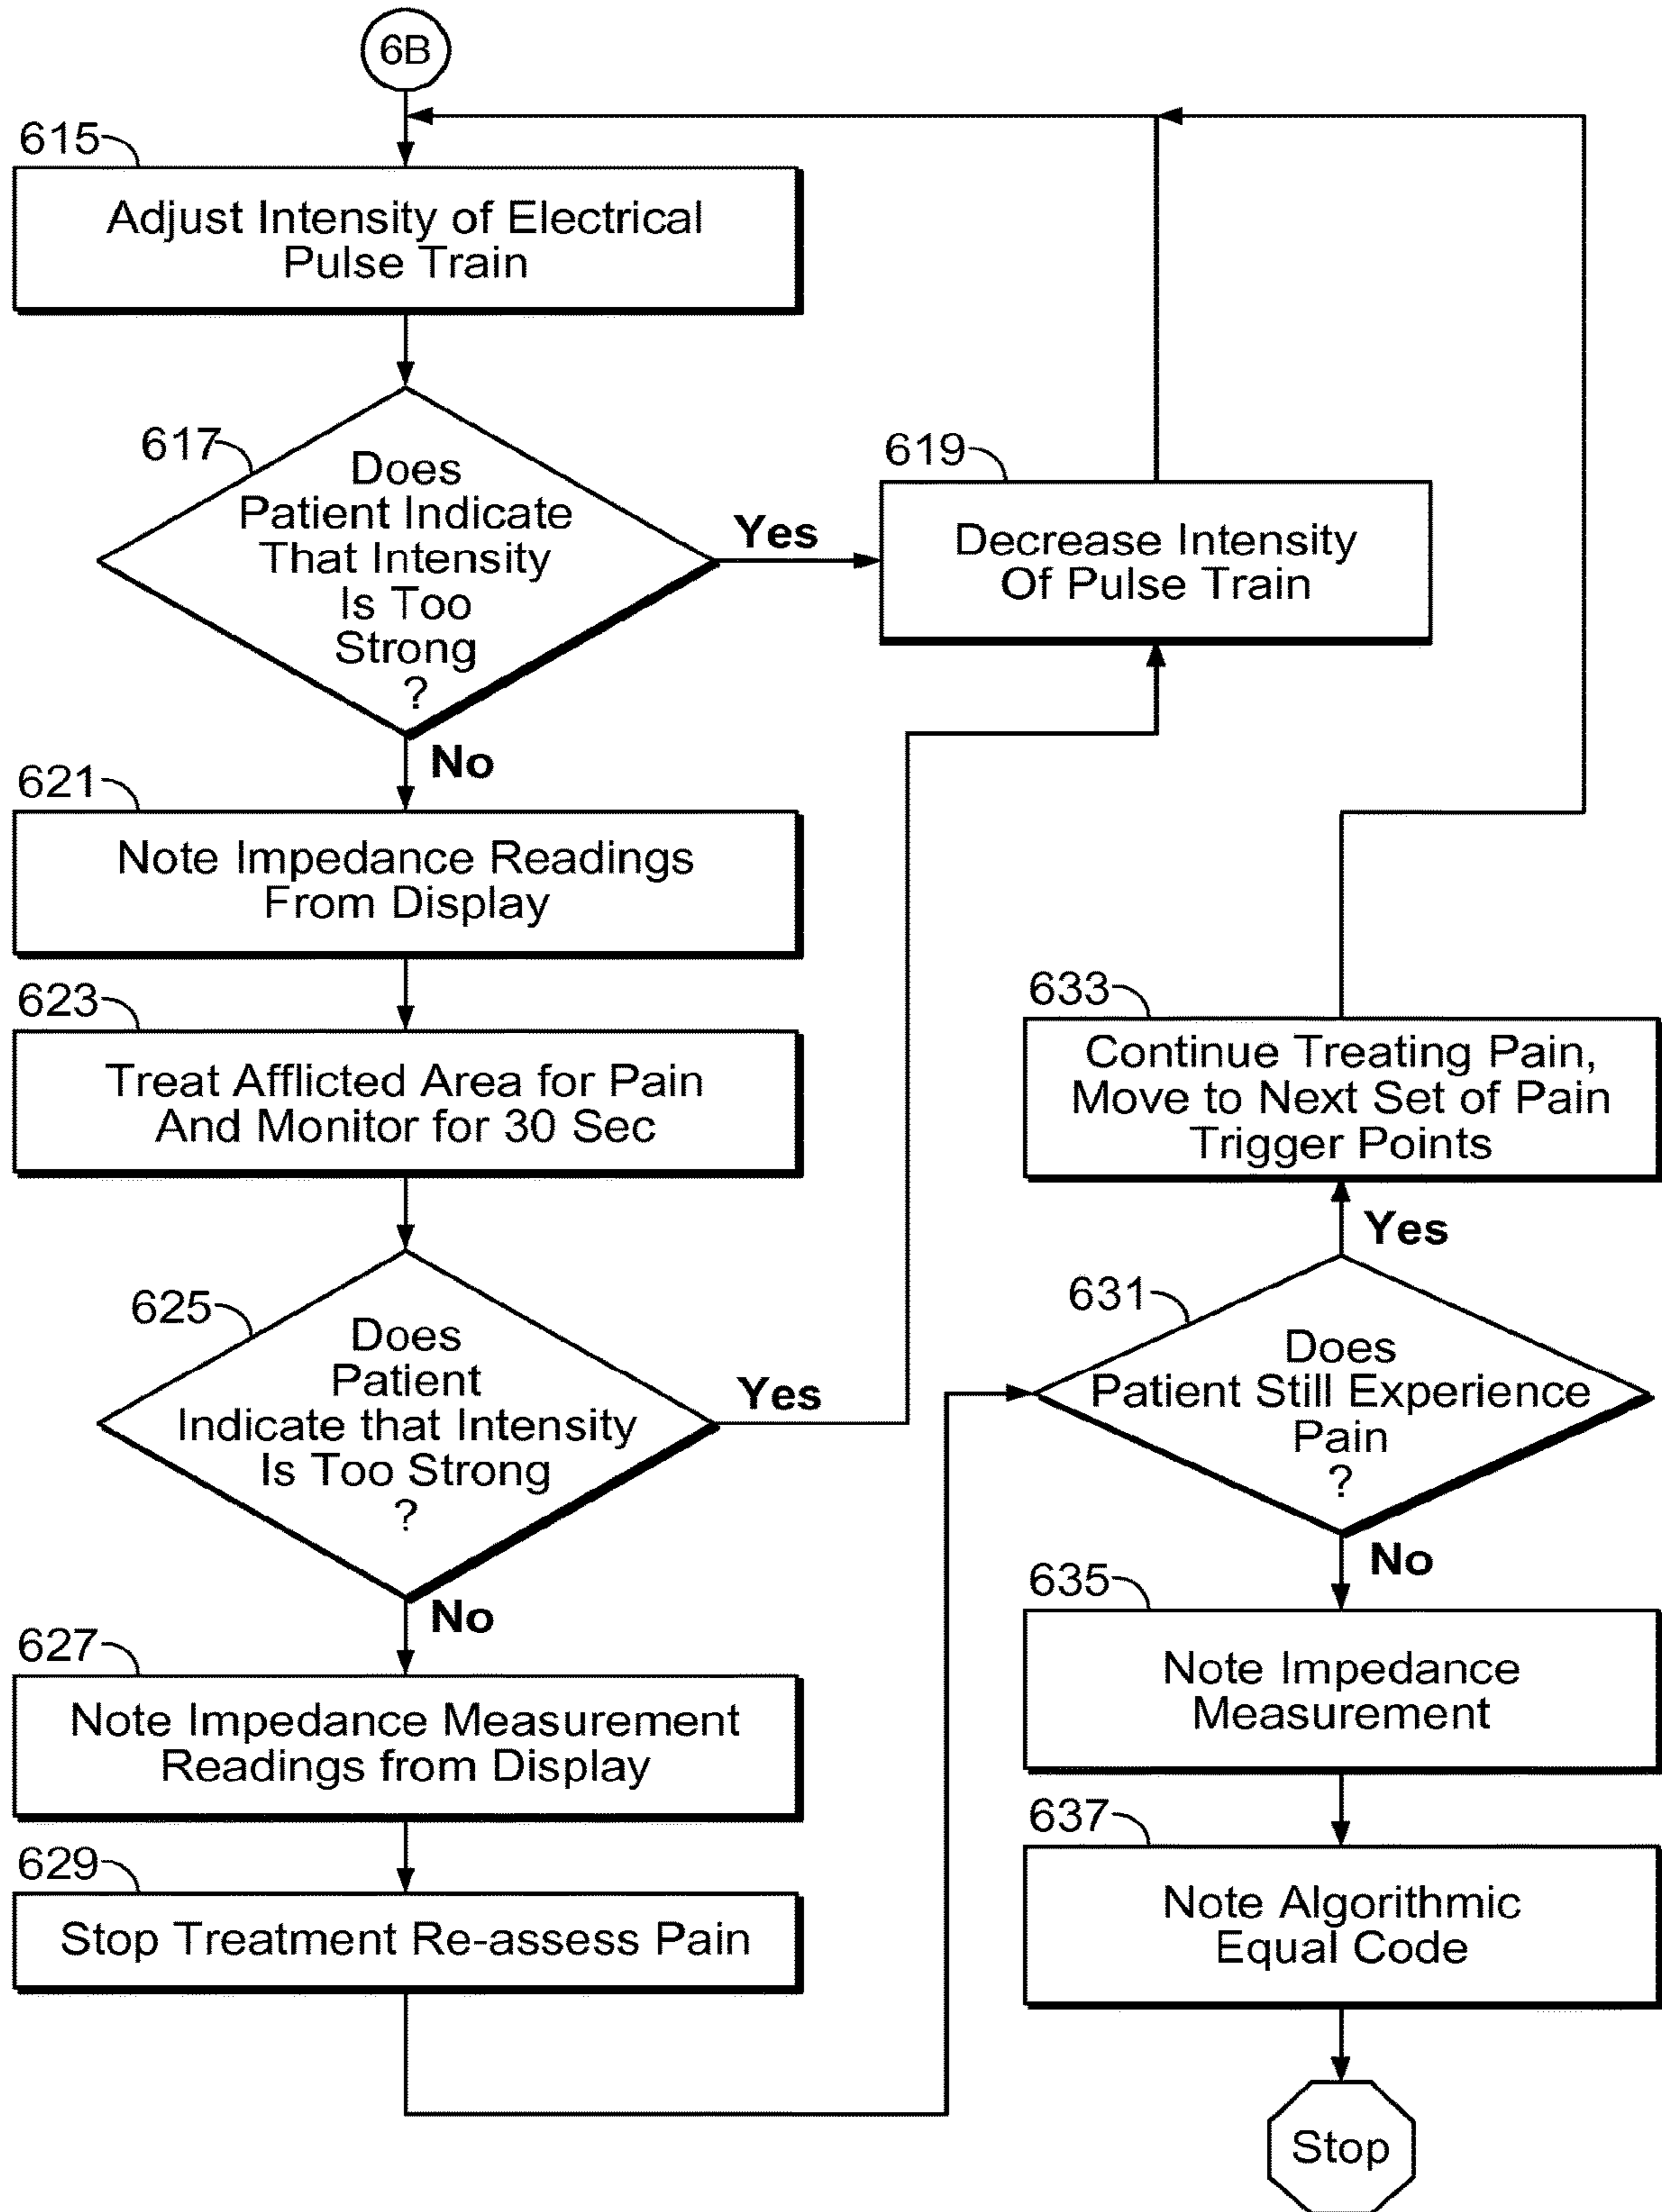 6B
615
Adjust Intensity of Electrical
Pulse Train
617
Does
Patient Indicate
That Intensity
Is Too
Strong
?
Yes
No
619
Decrease Intensity
Of Pulse Train
621
Note Impedance Readings
From Display
623
Treat Afflicted Area for Pain
And Monitor for 30 Sec
625
Does
Patient
Indicate that Intensity
Is Too Strong
?
Yes
No
627
Note Impedance Measurement
Readings from Display
629
Stop Treatment Re-assess Pain
633
Continue Treating Pain,
Move to Next Set of Pain
Trigger Points
Yes
631
Does
Patient Still Experience
Pain
?
No
635
Note Impedance
Measurement
637
Note Algorithmic
Equal Code
Stop